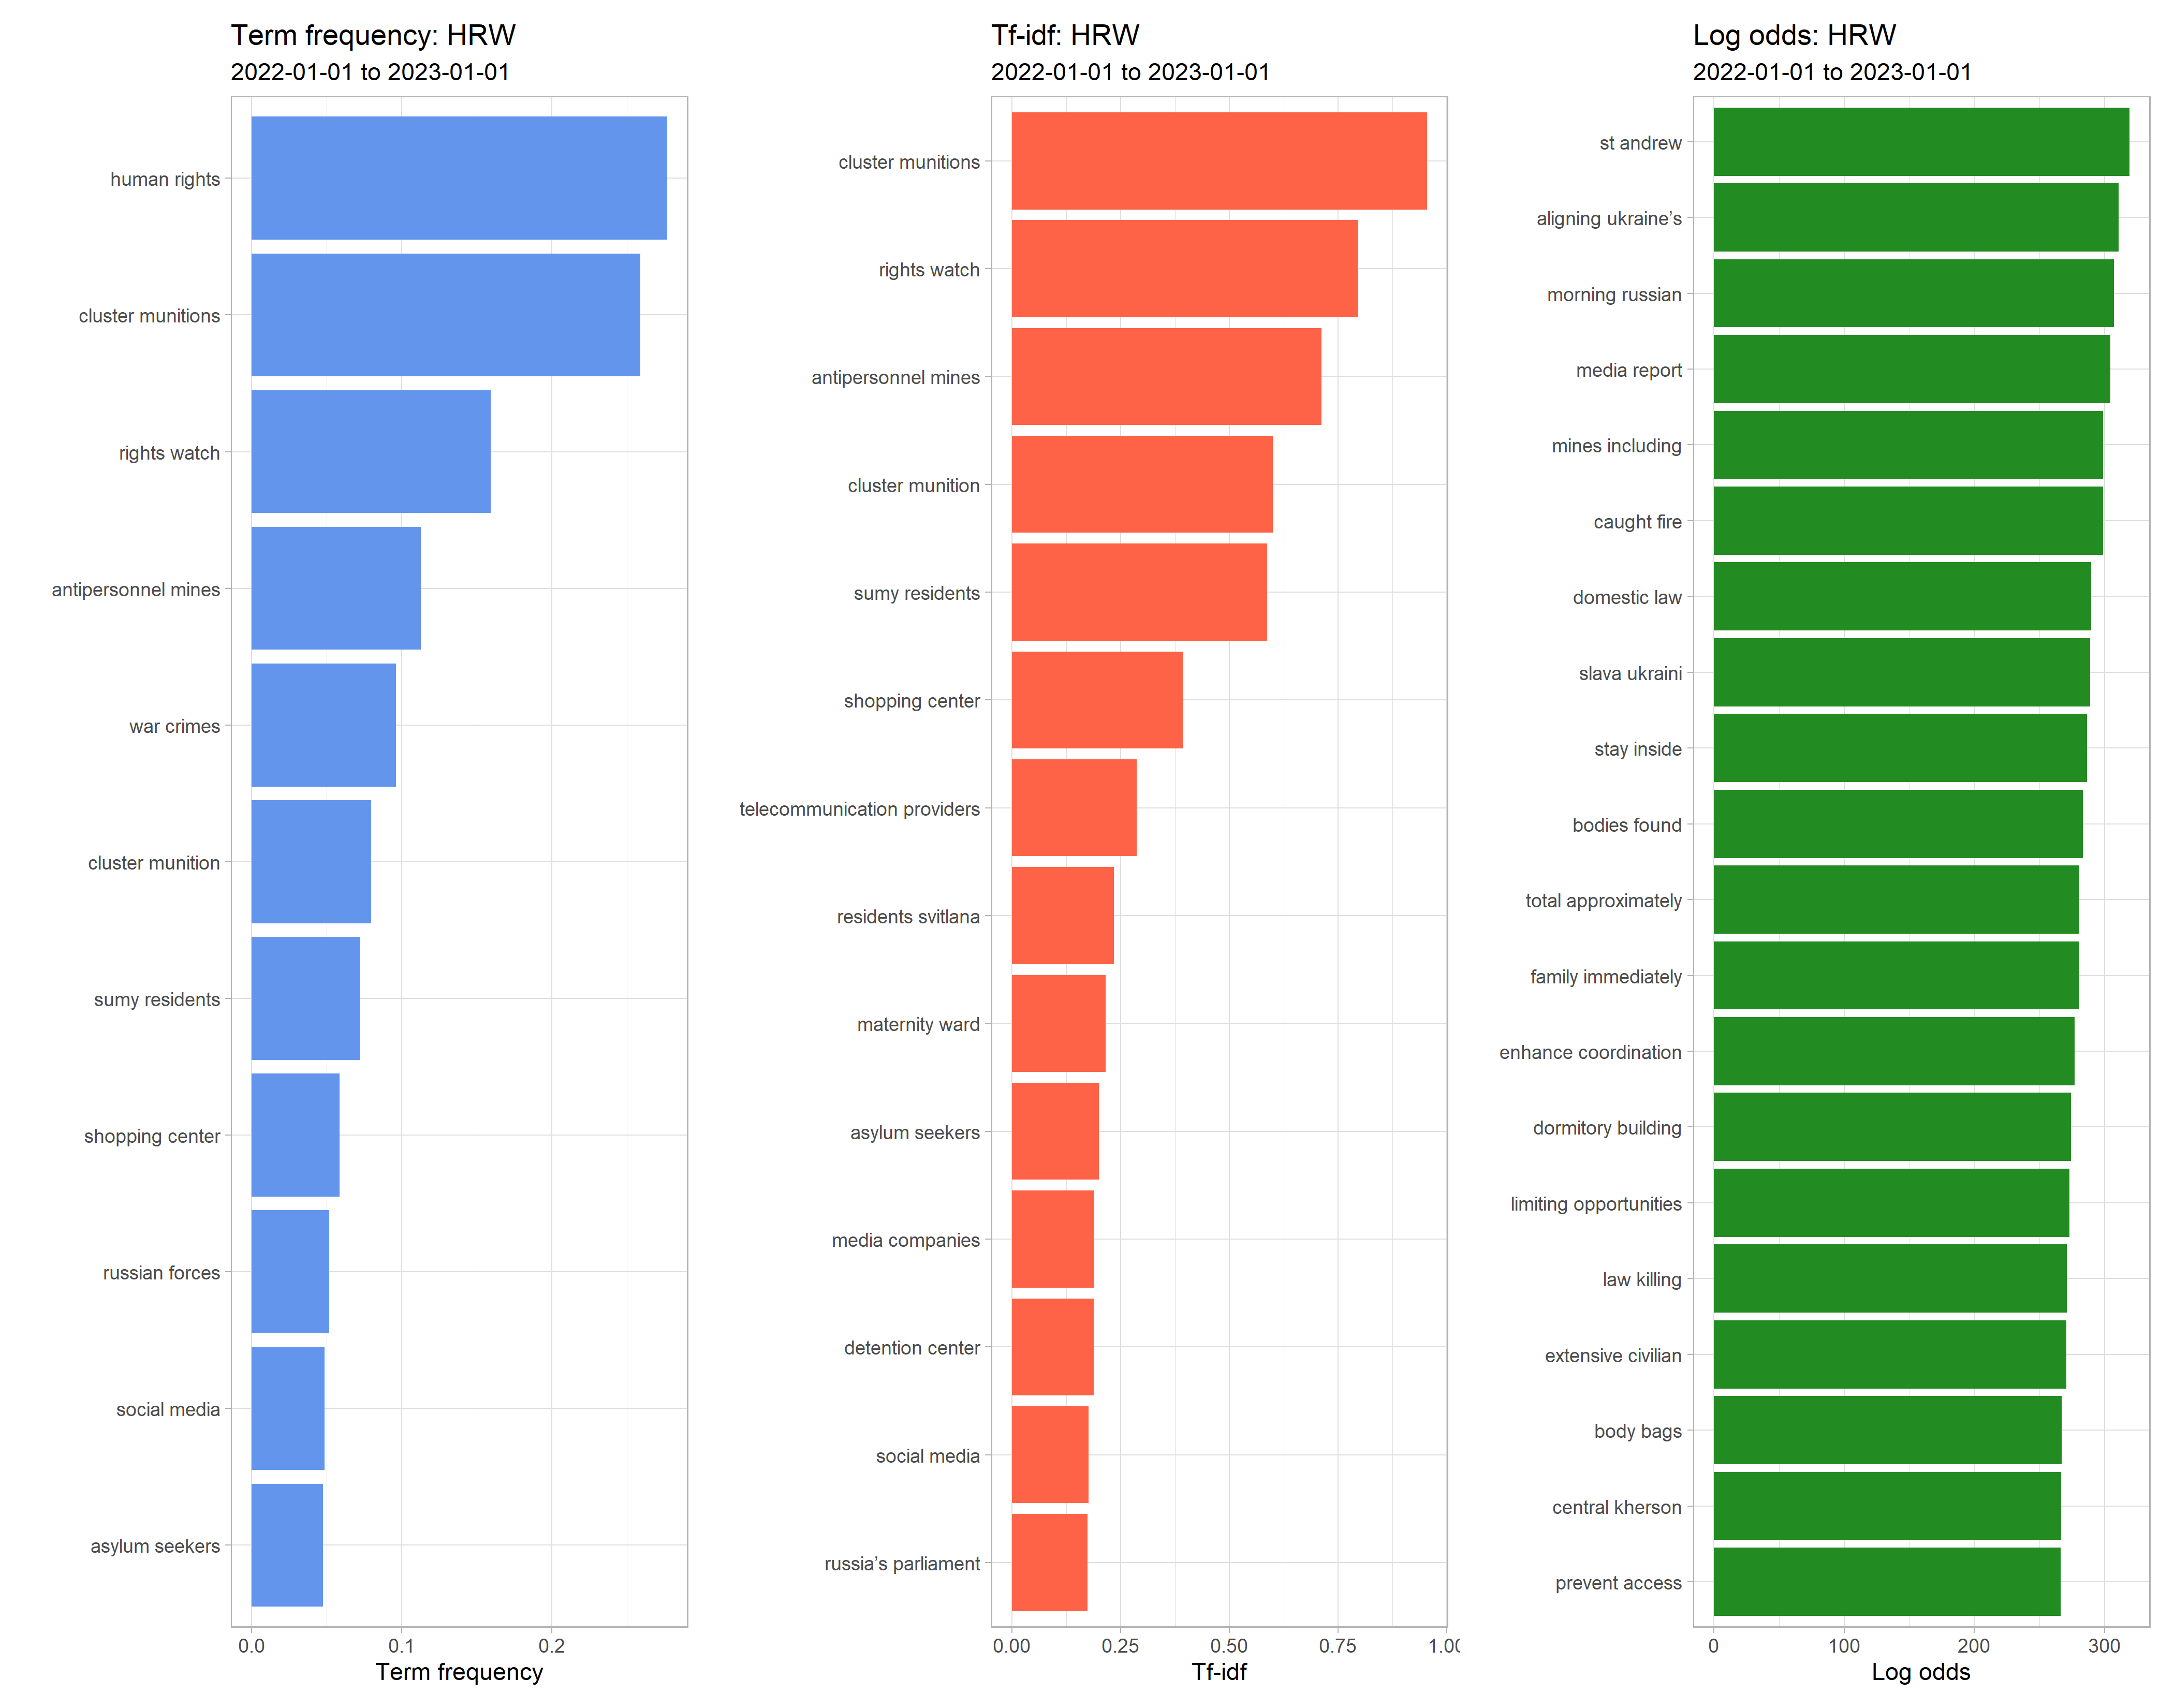 Term frequency: HRW
2022-01-01 to 2023-01-01
human rights
cluster munitions
rights watch
antipersonnel mines
war crimes
cluster munition
sumy residents
shopping center
russian forces
social media
asylum seekers
0.0 0.1 0.2
Term frequency
Tf-idf: HRW
2022-01-01 to 2023-01-01
cluster munitions
rights watch
antipersonnel mines
cluster munition
sumy residents
shopping center
telecommunication providers
residents svitlana
maternity ward
asylum seekers
media companies
detention center
social media
russia’s parliament
0.00 0.25 0.50 0.75 1.00
Tf-idf
Log odds: HRW
2022-01-01 to 2023-01-01
st andrew
aligning ukraine’s
morning russian
media report
mines including
caught fire
domestic law
slava ukraini
stay inside
bodies found
total approximately
family immediately
enhance coordination
dormitory building
limiting opportunities
law killing
extensive civilian
body bags
central kherson
prevent access
0 100 200 300
Log odds